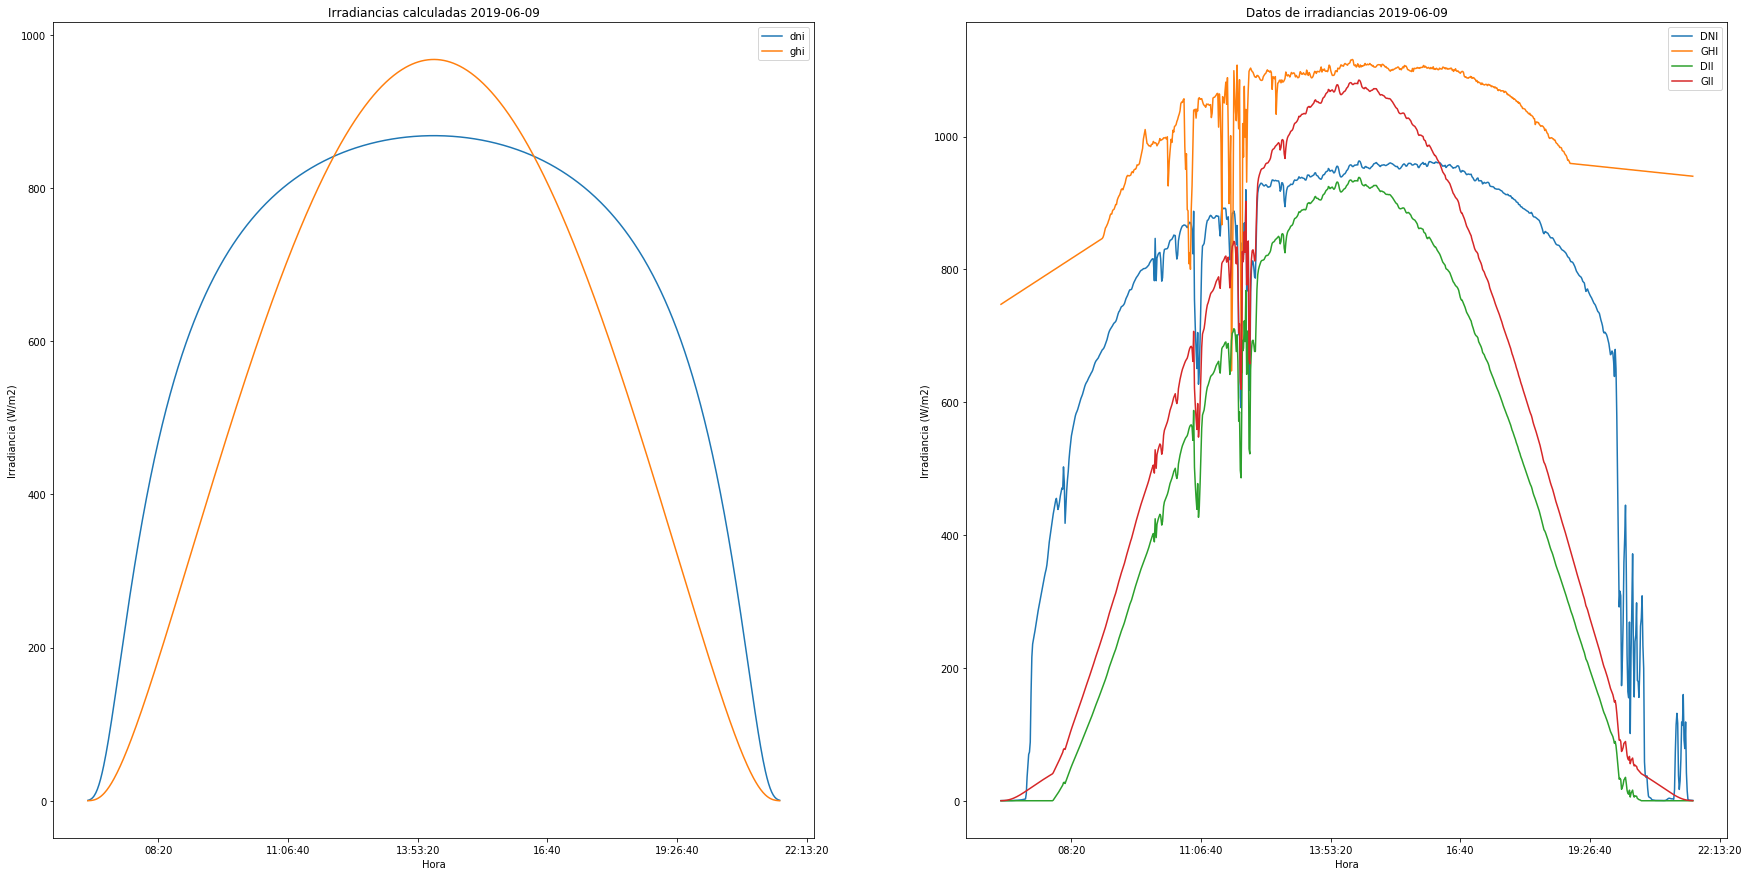 Irradiancias calculadas 2019-06-09
dni
ghi
1000
800
600
400
200
0
Irradiancia (W/m2)
08:20
11:06:40
13:53:20
16:40
19:26:40
22:13:20
Hora
Datos de irradiancias 2019-06-09
DNI
GHI
DII
GII
1000
800
600
400
200
0
Irradiancia (W/m2)
08:20
11:06:40
13:53:20
16:40
19:26:40
22:13:20
Hora